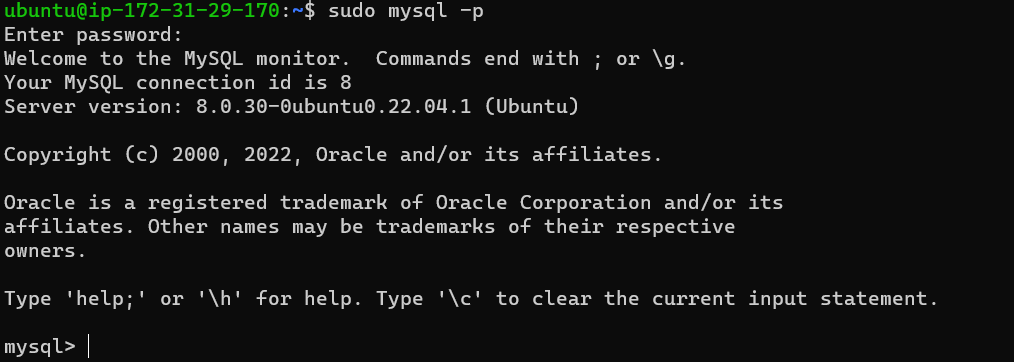 ubuntu@ip-172-31-29-170:~$ sudo mysql -p
Enter password:
Welcome to the MySQL monitor.  Commands end with ; or \g.
Your MySQL connection id is 8
Server version: 8.0.30-0ubuntu0.22.04.1 (Ubuntu)

Copyright (c) 2000, 2022, Oracle and/or its affiliates.

Oracle is a registered trademark of Oracle Corporation and/or its
affiliates. Other names may be trademarks of their respective
owners.

Type 'help;' or '\h' for help. Type '\c' to clear the current input statement.

mysql>